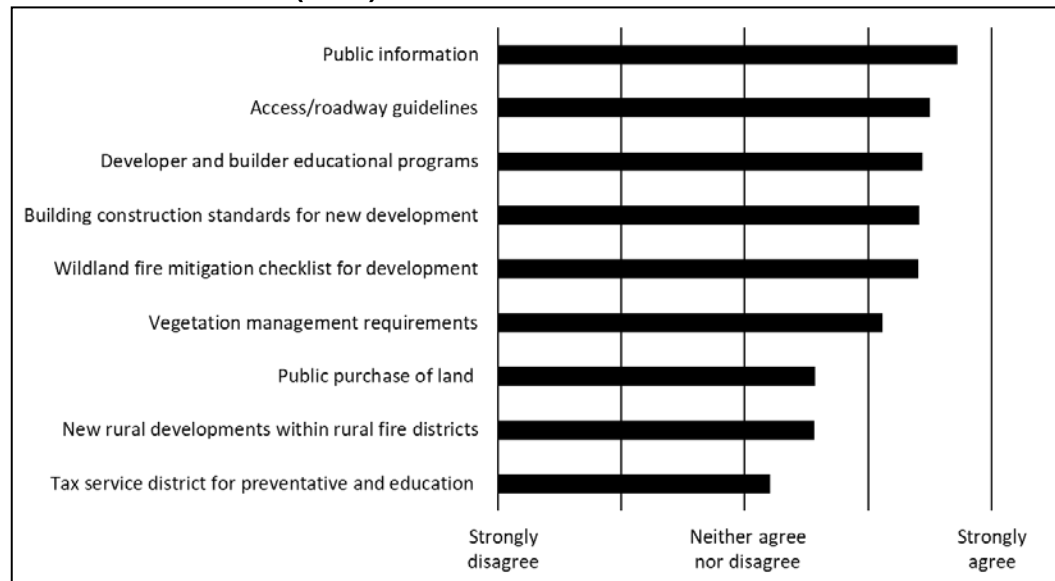 Public information
Access/roadway guidelines
Developer and builder educational programs
Building construction standards for new development
Wildland fire mitigation checklist for development
Vegetation management requirements
Public purchase of land
New rural developments within rural fire districts
Tax service district for preventative and education
Strongly
disagree
Neither agree
nor disagree
Strongly
agree